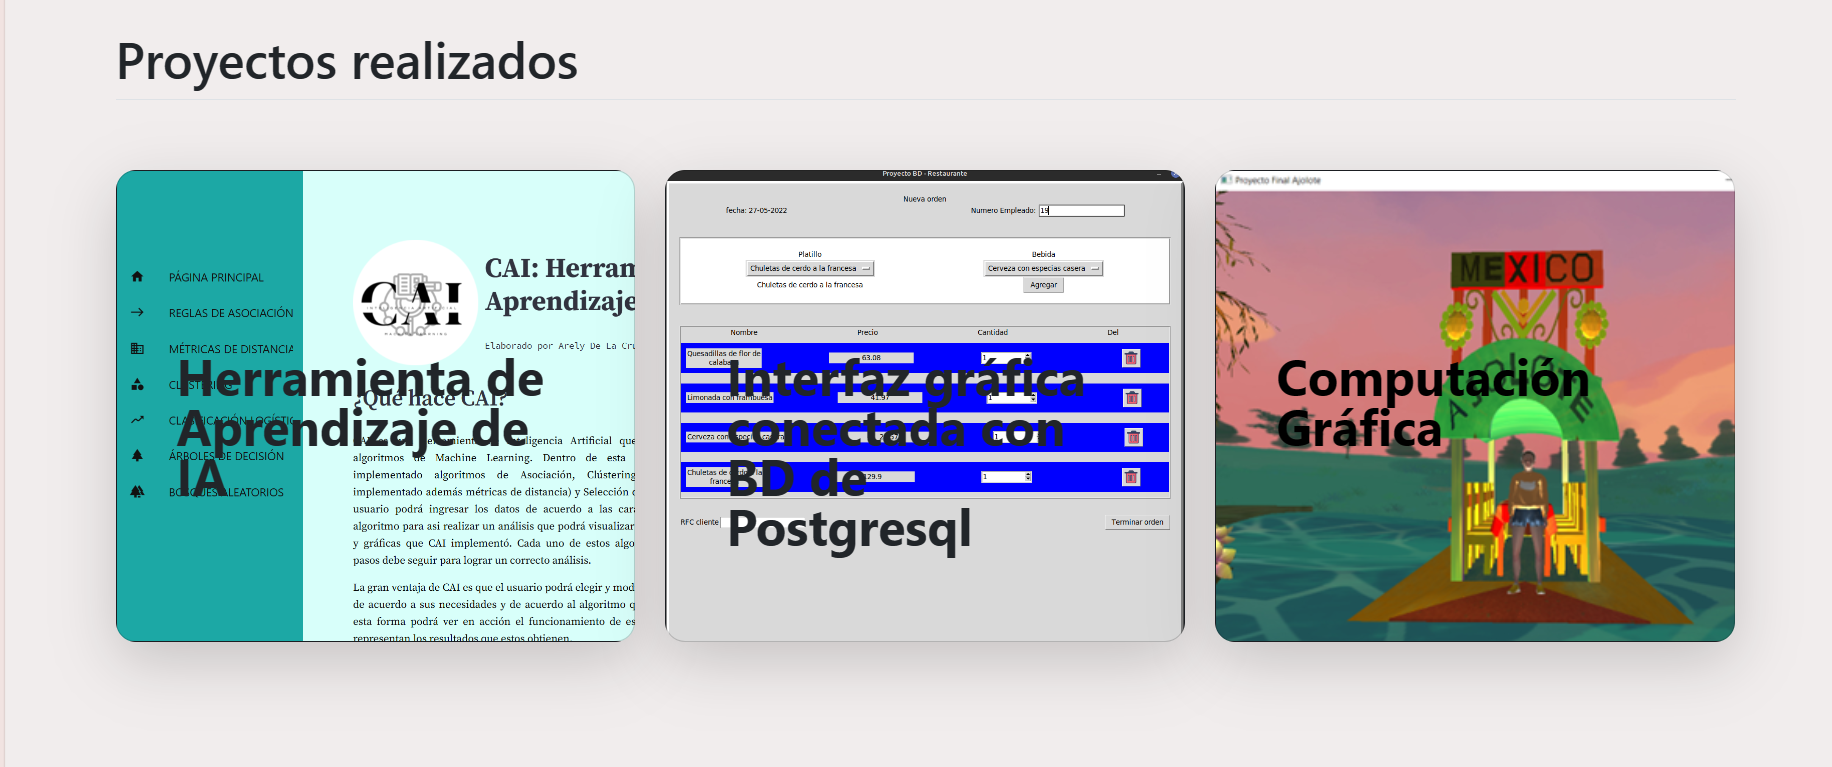 Proyectos realizados
PÁGINA PRINCIPAL
REGLAS DE ASOCIACIÓN
MÉTRICAS DE DISTANCIA
CLÚSTERING
CLASIFICACIÓN LOGÍSTIC
ÁRBOLES DE DECISIÓN
BOSQUES ALEATORIOS
CAI
CAI: Herram
Aprendizaje
Elaborado por Arely De La Cru
¿Qué hace CAI?
Inteligencia Artificial que
algoritmos de Machine Learning. Dentro de esta
implementado algoritmos de Asociación, Clústering
implementado además métricas de distancia) y Selección
usuario podrá ingresar los datos de acuerdo a las cara
algoritmo para asi realizar un análisis que podrá visualizar
y gráficas que CAI implementó. Cada uno de estos algo
pasos debe seguir para lograr un correcto análisis.
La gran ventaja de CAI es que el usuario podrá elegir y mod
de acuerdo a sus necesidades y de acuerdo al algoritmo q
esta forma podrá ver en acción el funcionamiento de es
representan los resultados que estos obtienen.
Herramienta de
Aprendizaje de
IA
Proyecto BD - Restaurante
Nueva orden
fecha: 27-05-2022
Numero Empleado: 19
Platillo
Bebida
Chuletas de cerdo a la francesa
Cerveza con especias casera
Chuletas de cerdo a la francesa
Agregar
Nombre Precio Cantidad Del
Quesadillas de flor de
calabaza
63.08 1
Limonada con frambuesa 41.97 1
Cerveza con especias casera 1
Chuletas de cerdo a la
francesa
129.9 1
RFC cliente
Terminar orden
Interfaz gráfica
conectada con
BD de
Postgresql
Proyecto Final Ajolote
MEXICO
AJOLOTE
Computación
Gráfica